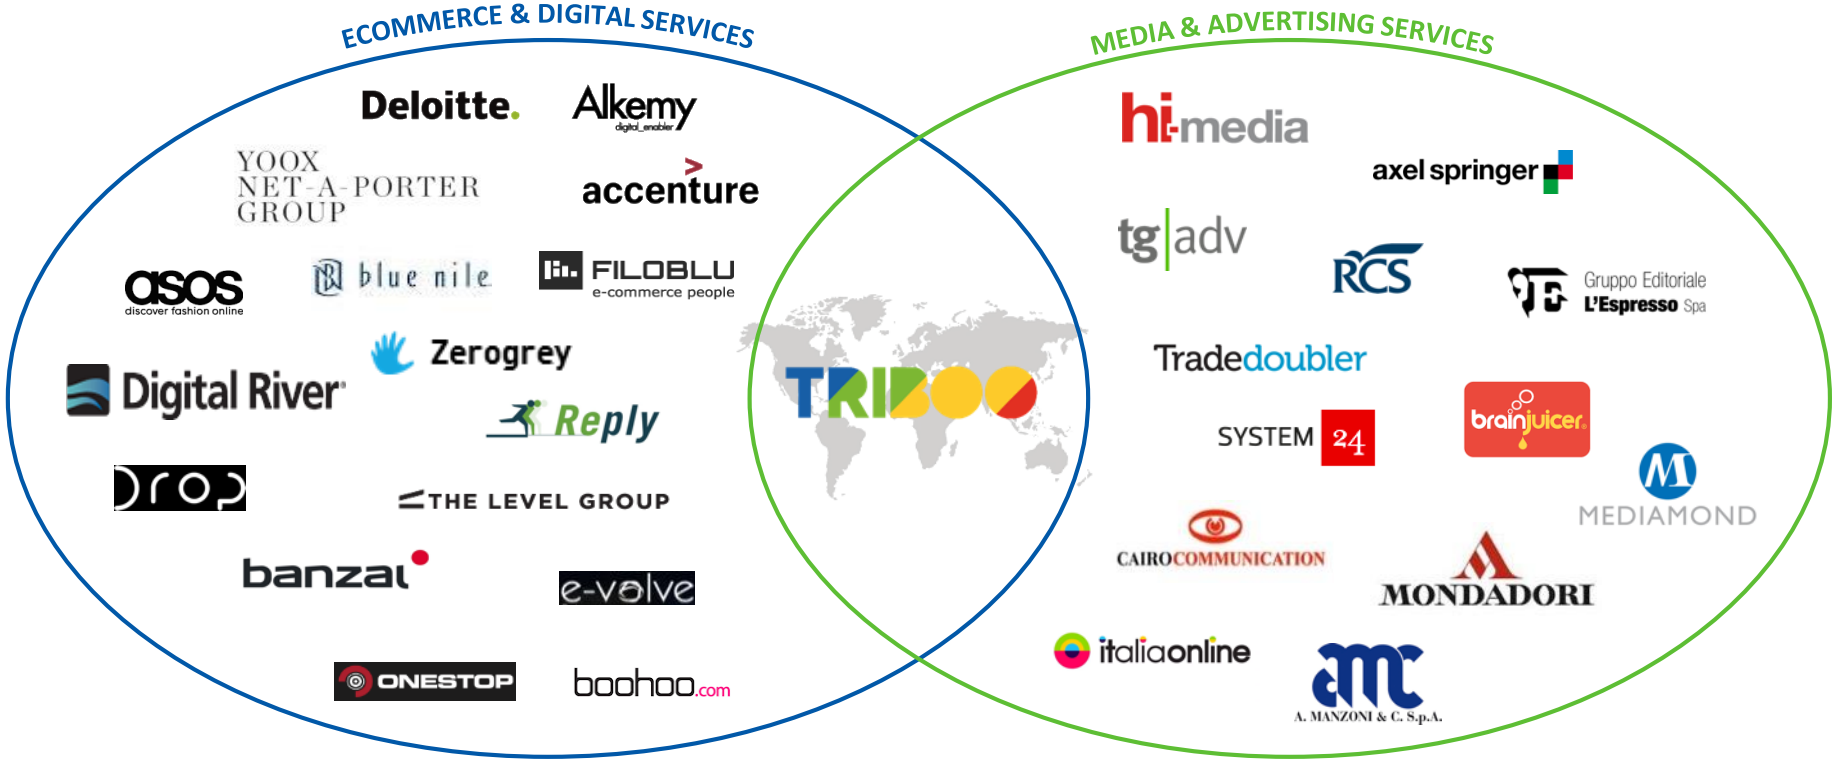 ECOMMERCE & DIGITAL SERVICES
Deloitte.
Alkemy
digital_enabler
YOOX
NET-A-PORTER
GROUP
accenture
asos
discover fashion online
blue nile
FILOBLU
e-commerce people
Zerogrey
Digital River
Reply
Drop
THE LEVEL GROUP
banzai
e-volve
ONESTOP
boohoo.com
TRIBOO
MEDIA & ADVERTISING SERVICES
hi-media
axel springer
tg|adv
RCS
Gruppo Editoriale
L'Espresso Spa
Tradedoubler
brainjuicer®
SYSTEM 24
M
MEDIAMOND
CAIROCOMMUNICATION
MONDADORI
italiaonline
amc
A. MANZONI & C. S.p.A.